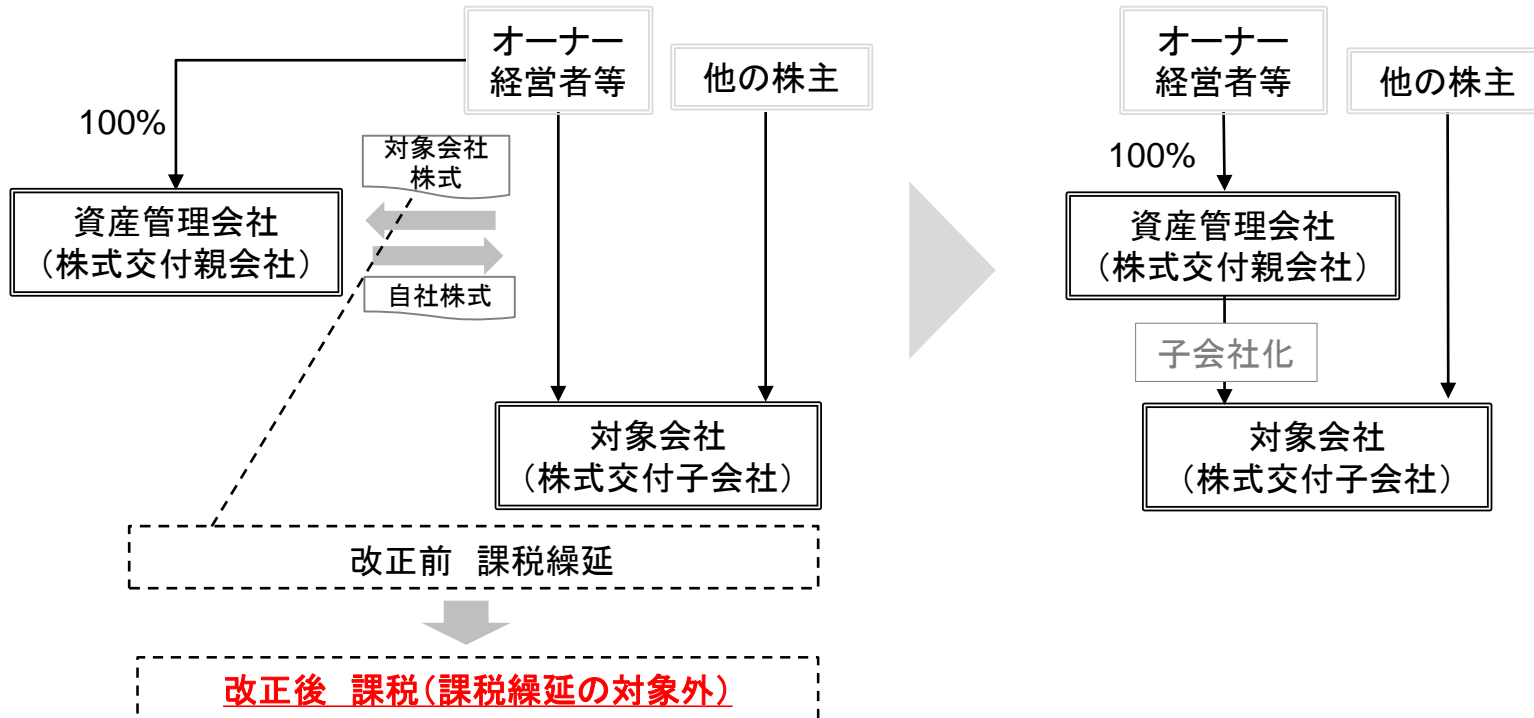 オーナー
経営者等
他の株主
100%
対象会社
株式
資産管理会社
（株式交付親会社）
自社株式
対象会社
（株式交付子会社）
改正前　課税繰延
改正後　課税（課税繰延の対象外）
オーナー
経営者等
他の株主
100%
資産管理会社
（株式交付親会社）
子会社化
対象会社
（株式交付子会社）